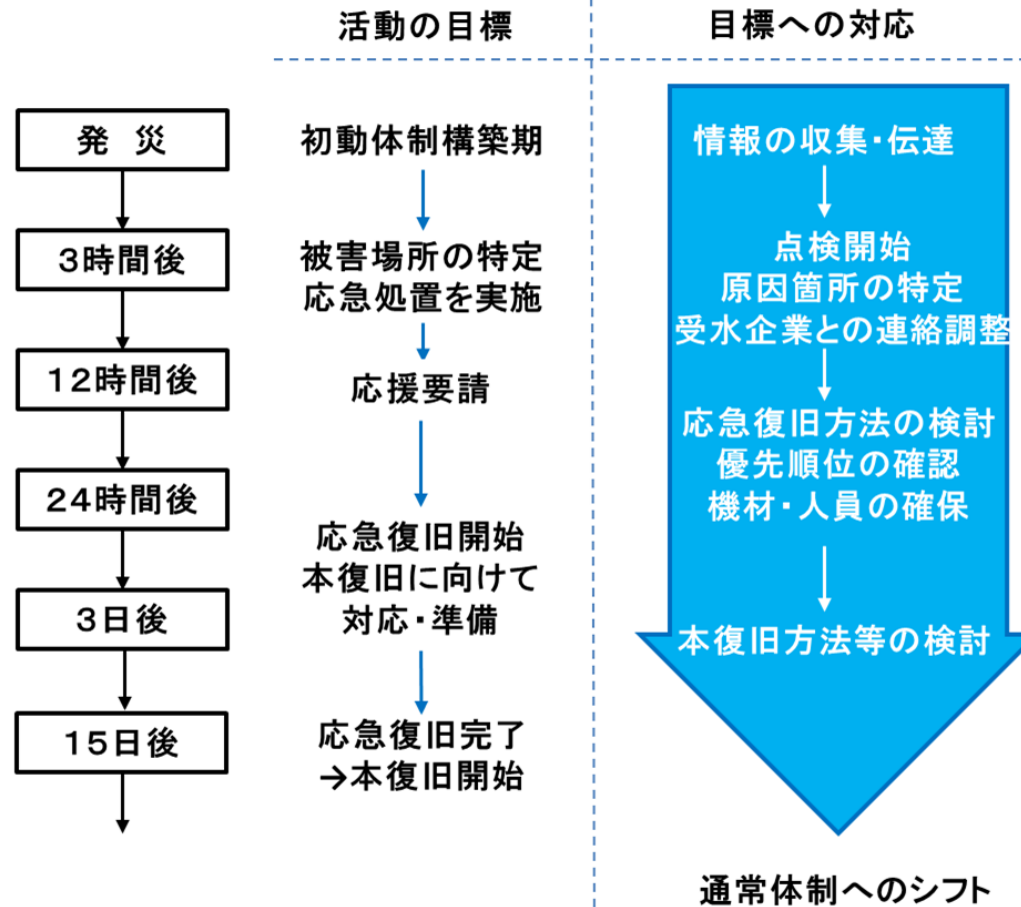 活動の目標
目標への対応
発 災
初動体制構築期
情報の収集・伝達
3時間後
被害場所の特定
応急処置を実施
点検開始
原因箇所の特定
受水企業との連絡調整
12時間後
応援要請
応急復旧方法の検討
優先順位の確認
機材・人員の確保
24時間後
応急復旧開始
本復旧に向けて
対応・準備
3日後
本復旧方法等の検討
15日後
応急復旧完了
→本復旧開始
通常体制へのシフト